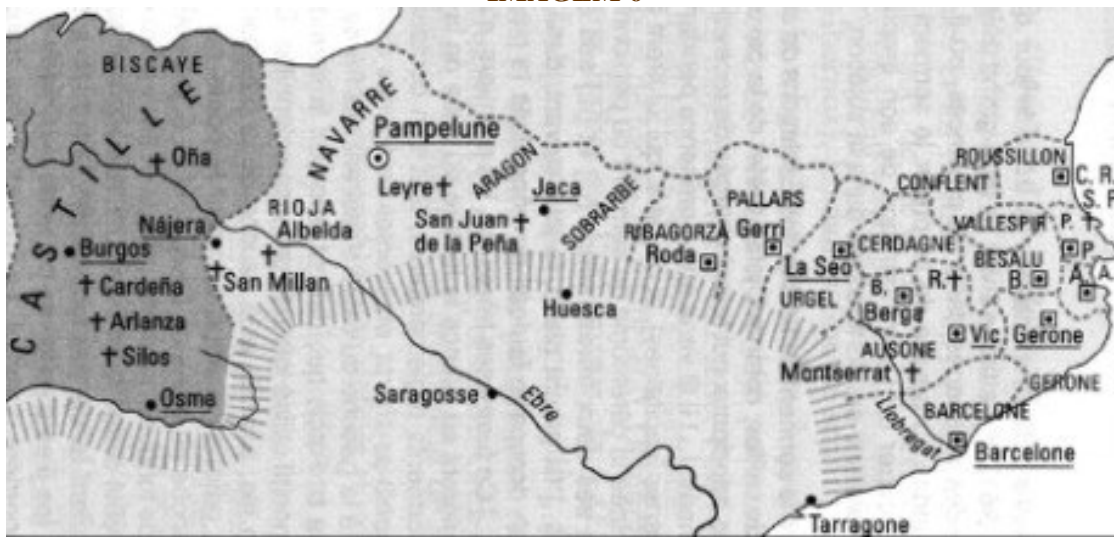 IMAGEM 6
BISCAYE
CASTILLE
Oña
Nájera
Burgos
Cardeña
Arlanza
Silos
Osma
NAVARRE
Pampelune
Leyre
ARAGON
Jaca
San Juan
de la Peña
RIOJA
Albelda
San Millan
SOBRARBE
Huesca
Saragosse
Ebre
RIBAGORZA
Roda
PALLARS
Gerri
La Seo
URGEL
CERDAGNE
CONFLENT
ROUSSILLON
C. R.
VALLESPIR
P.
P.
BESALU
B.
R.
B.
Berga
AUSONE
Vic
Gerone
GERONE
Montserrat
Llobregat
BARCELONE
Barcelone
Tarragone